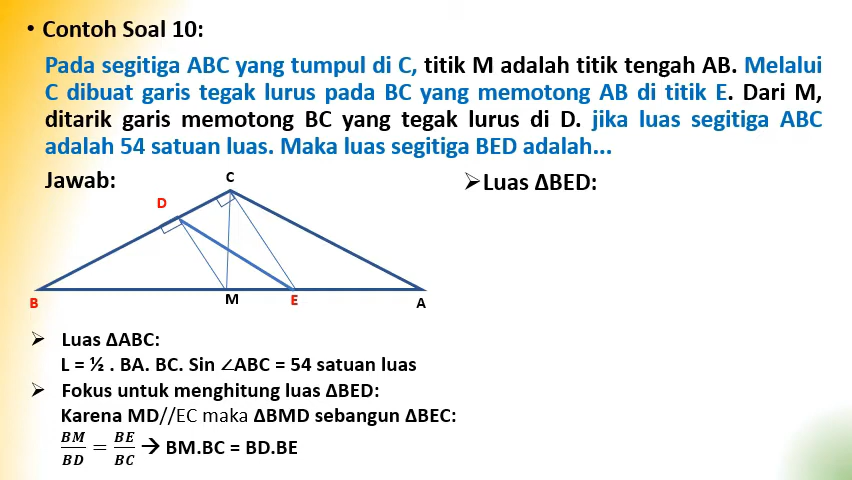 • Contoh Soal 10:
Pada segitiga ABC yang tumpul di C, titik M adalah titik tengah AB. Melalui
C dibuat garis tegak lurus pada BC yang memotong AB di titik E. Dari M,
ditarik garis memotong BC yang tegak lurus di D. jika luas segitiga ABC
adalah 54 satuan luas. Maka luas segitiga BED adalah...
Jawab:
C
D
B
M
E
A
➢ Luas ΔABC:
L = ½ . BA. BC. Sin ∠ABC = 54 satuan luas
➢ Fokus untuk menghitung luas ΔBED:
Karena MD//EC maka ΔBMD sebangun ΔBEC:
BM/BD = BE/BC → BM.BC = BD.BE
➢Luas ΔBED: